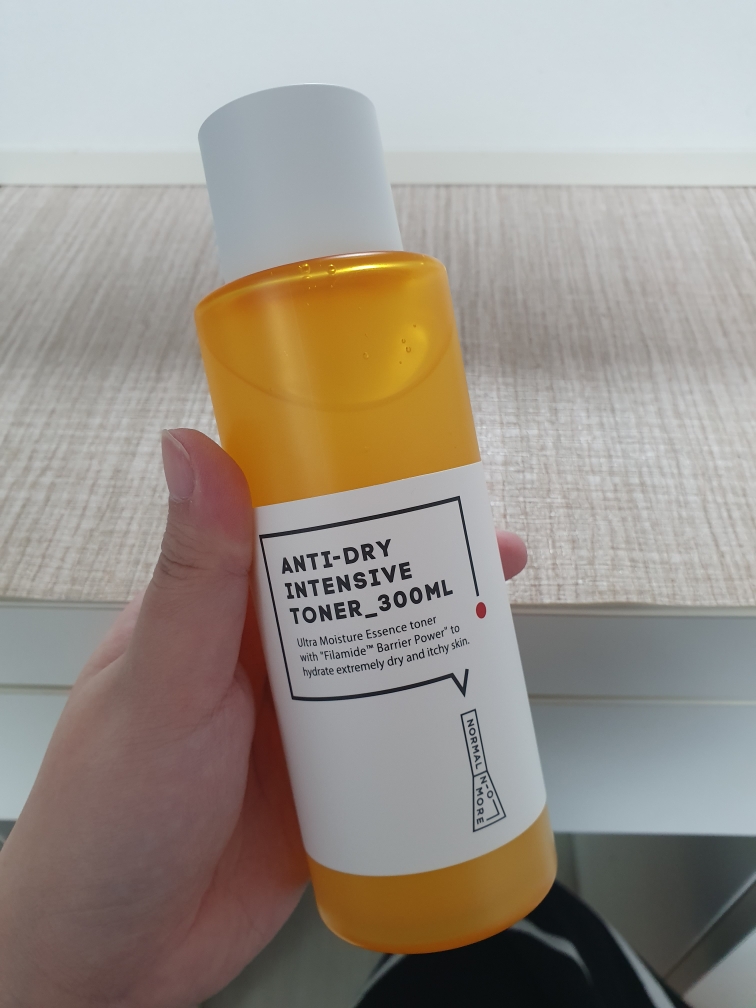 ANTI-DRY
INTENSIVE
TONER_300ML
Ultra Moisture Essence toner
with "Filamide™ Barrier Power" to
hydrate extremely dry and itchy skin.
NORMAL
N-O-
MORE